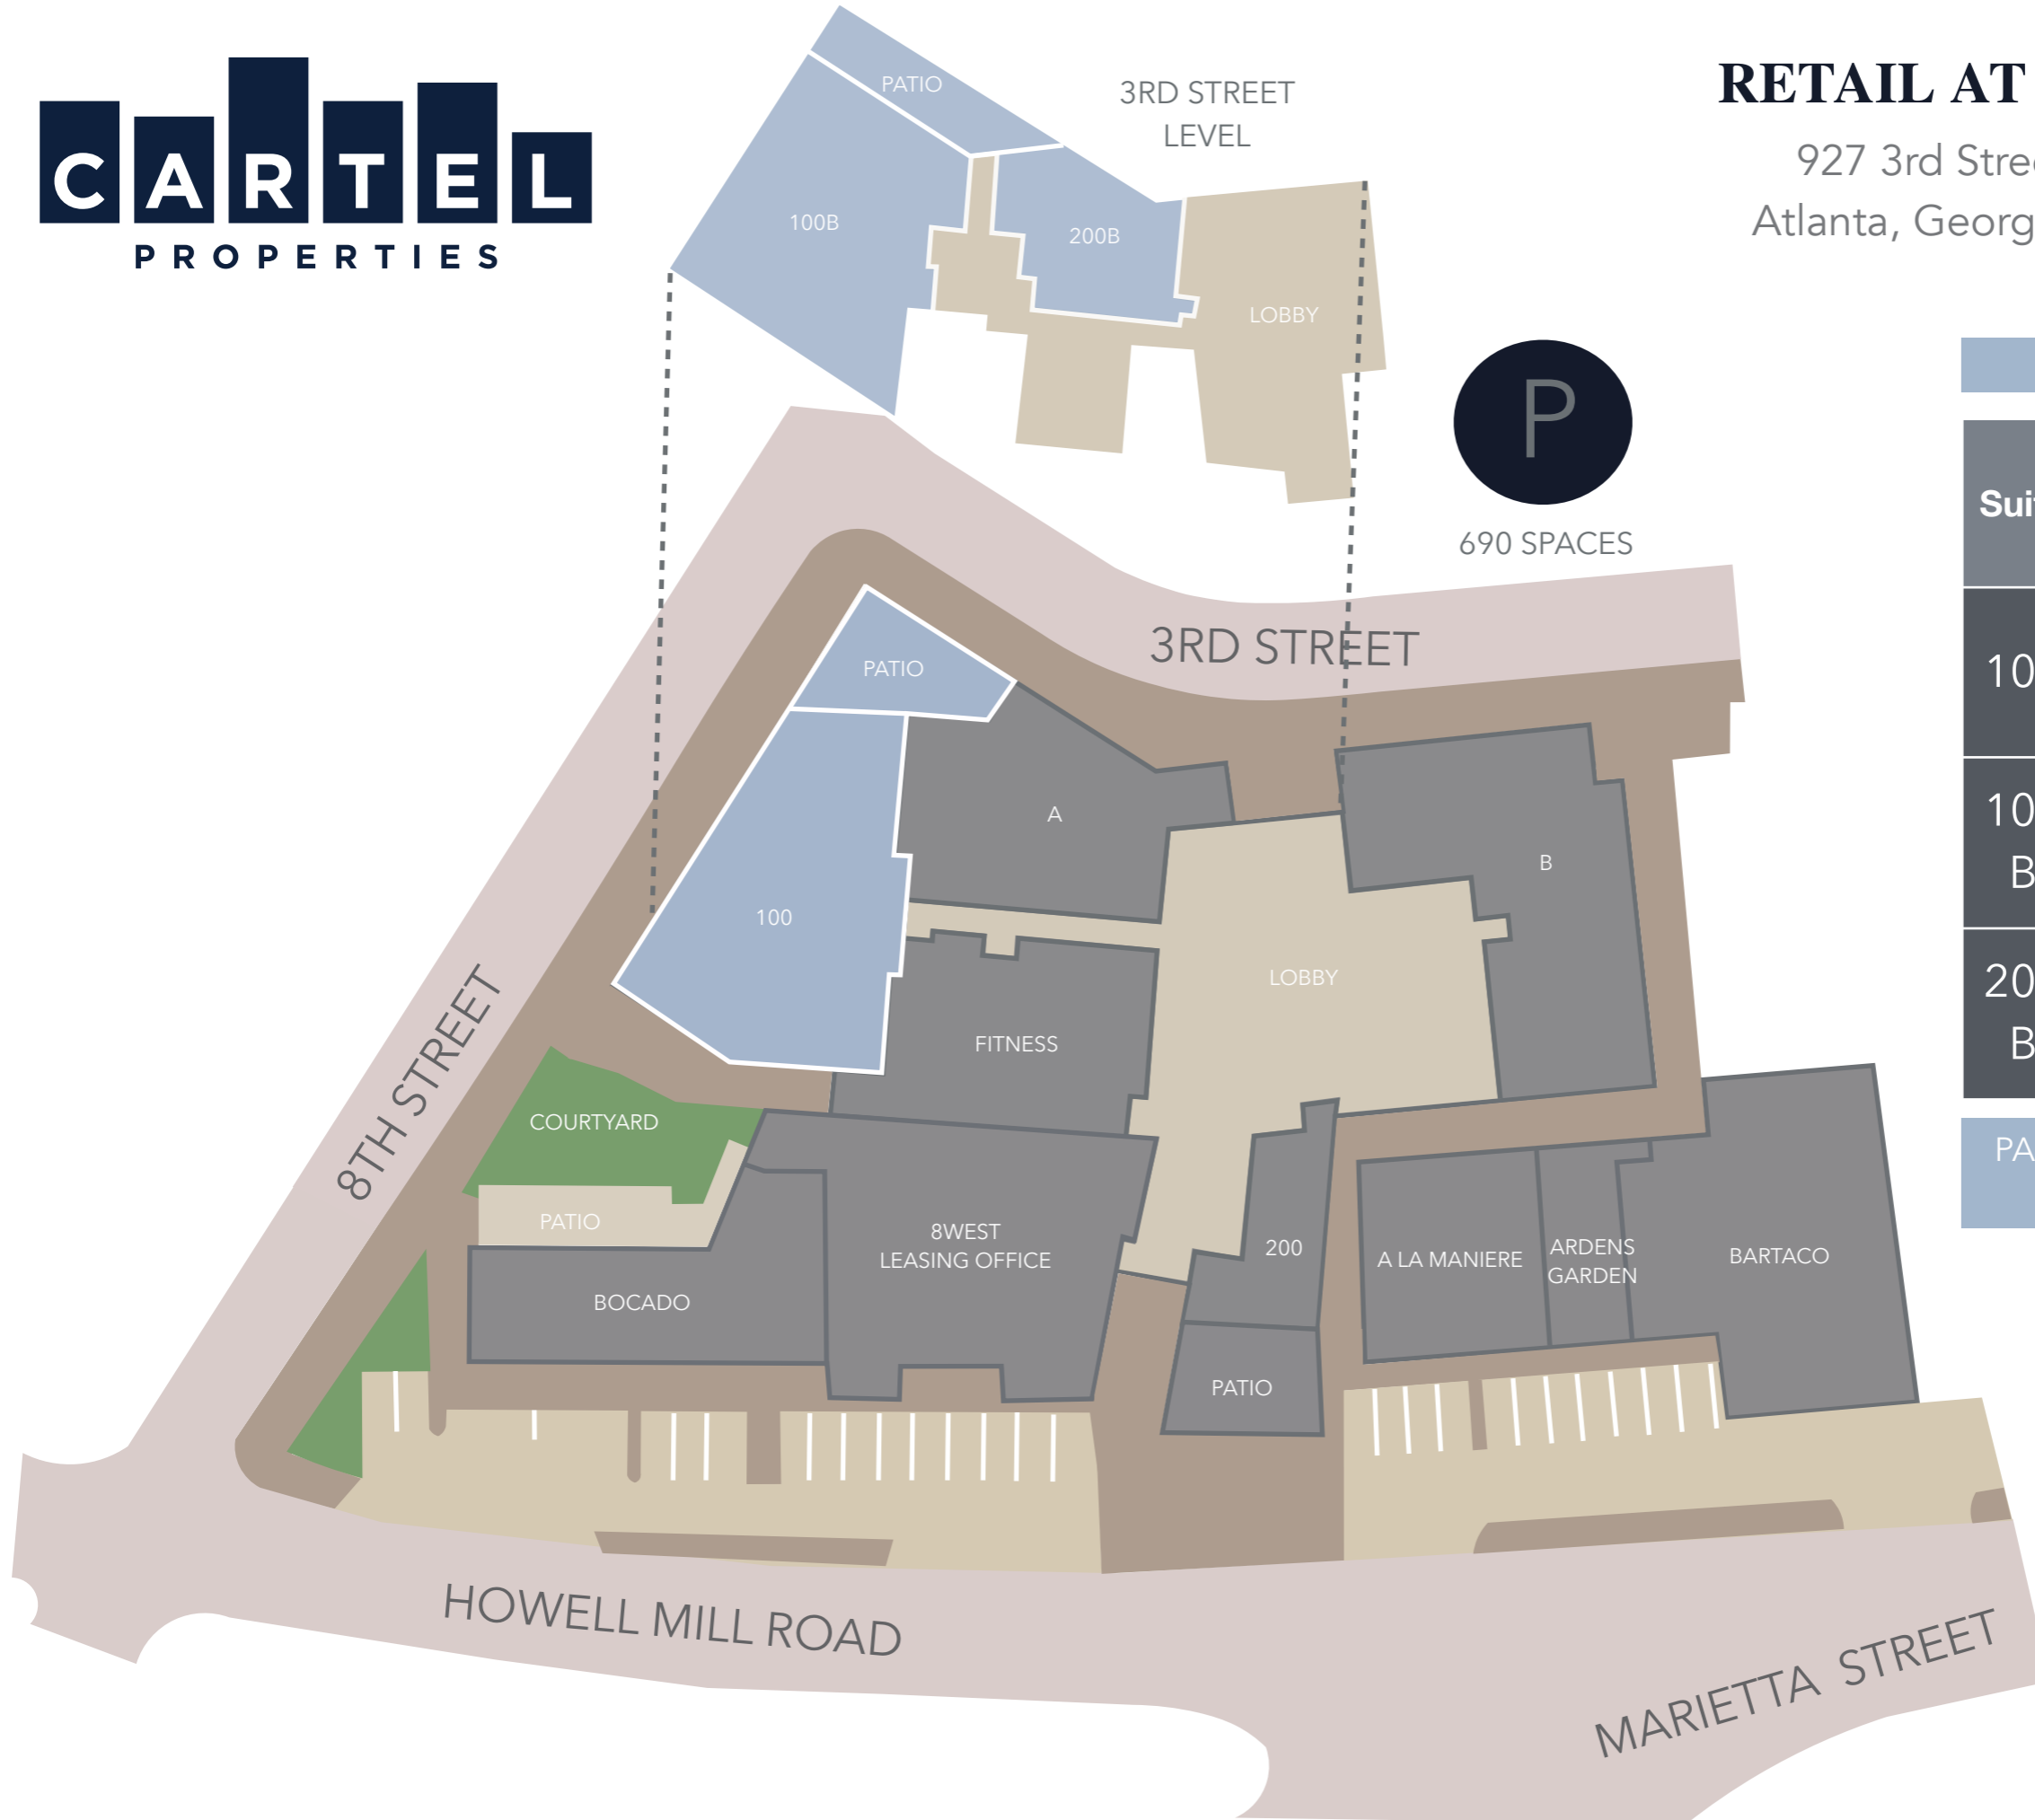 CARTEL
PROPERTIES
RETAIL AT
927 3rd Stree
Atlanta, Georg
3RD STREET
LEVEL
PATIO
100B
200B
LOBBY
P
690 SPACES
Suit
10
10
B
20
B
PA
3RD STREET
PATIO
A
B
100
LOBBY
FITNESS
8TH STREET
COURTYARD
PATIO
8WEST
LEASING OFFICE
BOCADO
200
PATIO
A LA MANIERE
ARDENS
GARDEN
BARTACO
HOWELL MILL ROAD
MARIETTA STREET